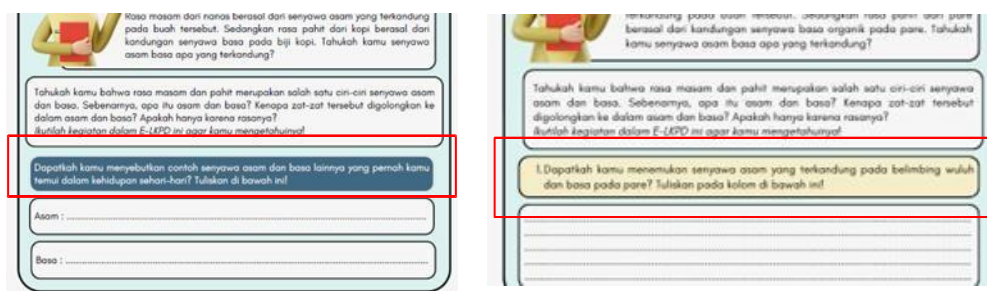 Rasa masam dari nanas berasal dari senyawa asam yang terkandung
pada buah tersebut. Sedangkan rasa pahit dari kopi berasal dari
kandungan senyawa basa pada biji kopi. Tahukah kamu senyawa
asam basa apa yang terkandung?
Tahukah kamu bahwa rasa masam dan pahit merupakan salah satu ciri-ciri senyawa asam
dan basa. Sebenarnya, apa itu asam dan basa? Kenapa zat-zat tersebut digolongkan ke
dalam asam dan basa? Apakah hanya karena rasanya?
Ikutilah kegiatan dalam E-LKPD ini agar kamu mengetahuinya!
Dapatkah kamu menyebutkan contoh senyawa asam dan basa lainnya yang pernah kamu
temui dalam kehidupan sehari-hari? Tuliskan di bawah ini!
Asam :
Basa :
terkandung pada buah tersebut. Sedangkan rasa pahit dari pare
berasal dari kandungan senyawa basa organik pada pare. Tahukah
kamu senyawa asam basa apa yang terkandung?
Tahukah kamu bahwa rasa masam dan pahit merupakan salah satu ciri-ciri senyawa
asam dan basa. Sebenarnya, apa itu asam dan basa? Kenapa zat-zat tersebut
digolongkan ke dalam asam dan basa? Apakah hanya karena rasanya?
Ikutilah kegiatan dalam E-LKPD ini agar kamu mengetahuinya!
1. Dapatkah kamu menemukan senyawa asam yang terkandung pada belimbing wuluh
dan basa pada pare? Tuliskan pada kolom di bawah ini!